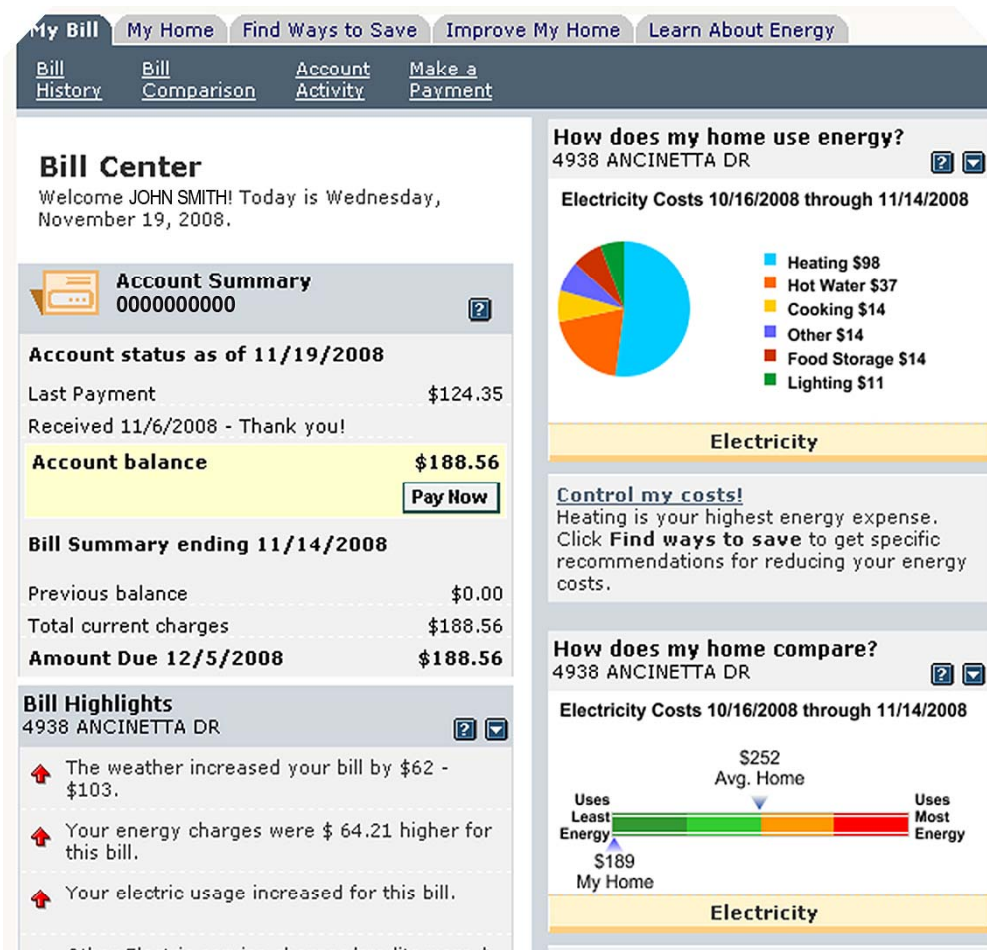 My Bill My Home Find Ways to Save Improve My Home Learn About Energy
Bill History Bill Comparison Account Activity Make a Payment
Bill Center
Welcome JOHN SMITH! Today is Wednesday,
November 19, 2008.
Account Summary
0000000000
?
Account status as of 11/19/2008
Last Payment $124.35
Received 11/6/2008 - Thank you!
Account balance $188.56
Pay Now
Bill Summary ending 11/14/2008
Previous balance $0.00
Total current charges $188.56
Amount Due 12/5/2008 $188.56
Bill Highlights
4938 ANCINETTA DR
?
The weather increased your bill by $62 -
$103.
Your energy charges were $ 64.21 higher for
this bill.
Your electric usage increased for this bill.
How does my home use energy?
4938 ANCINETTA DR
?
Electricity Costs 10/16/2008 through 11/14/2008
Heating $98
Hot Water $37
Cooking $14
Other $14
Food Storage $14
Lighting $11
Electricity
Control my costs!
Heating is your highest energy expense.
Click Find ways to save to get specific
recommendations for reducing your energy
costs.
How does my home compare?
4938 ANCINETTA DR
?
Electricity Costs 10/16/2008 through 11/14/2008
$252
Avg. Home
Uses
Least
Energy
Uses
Most
Energy
$189
My Home
Electricity